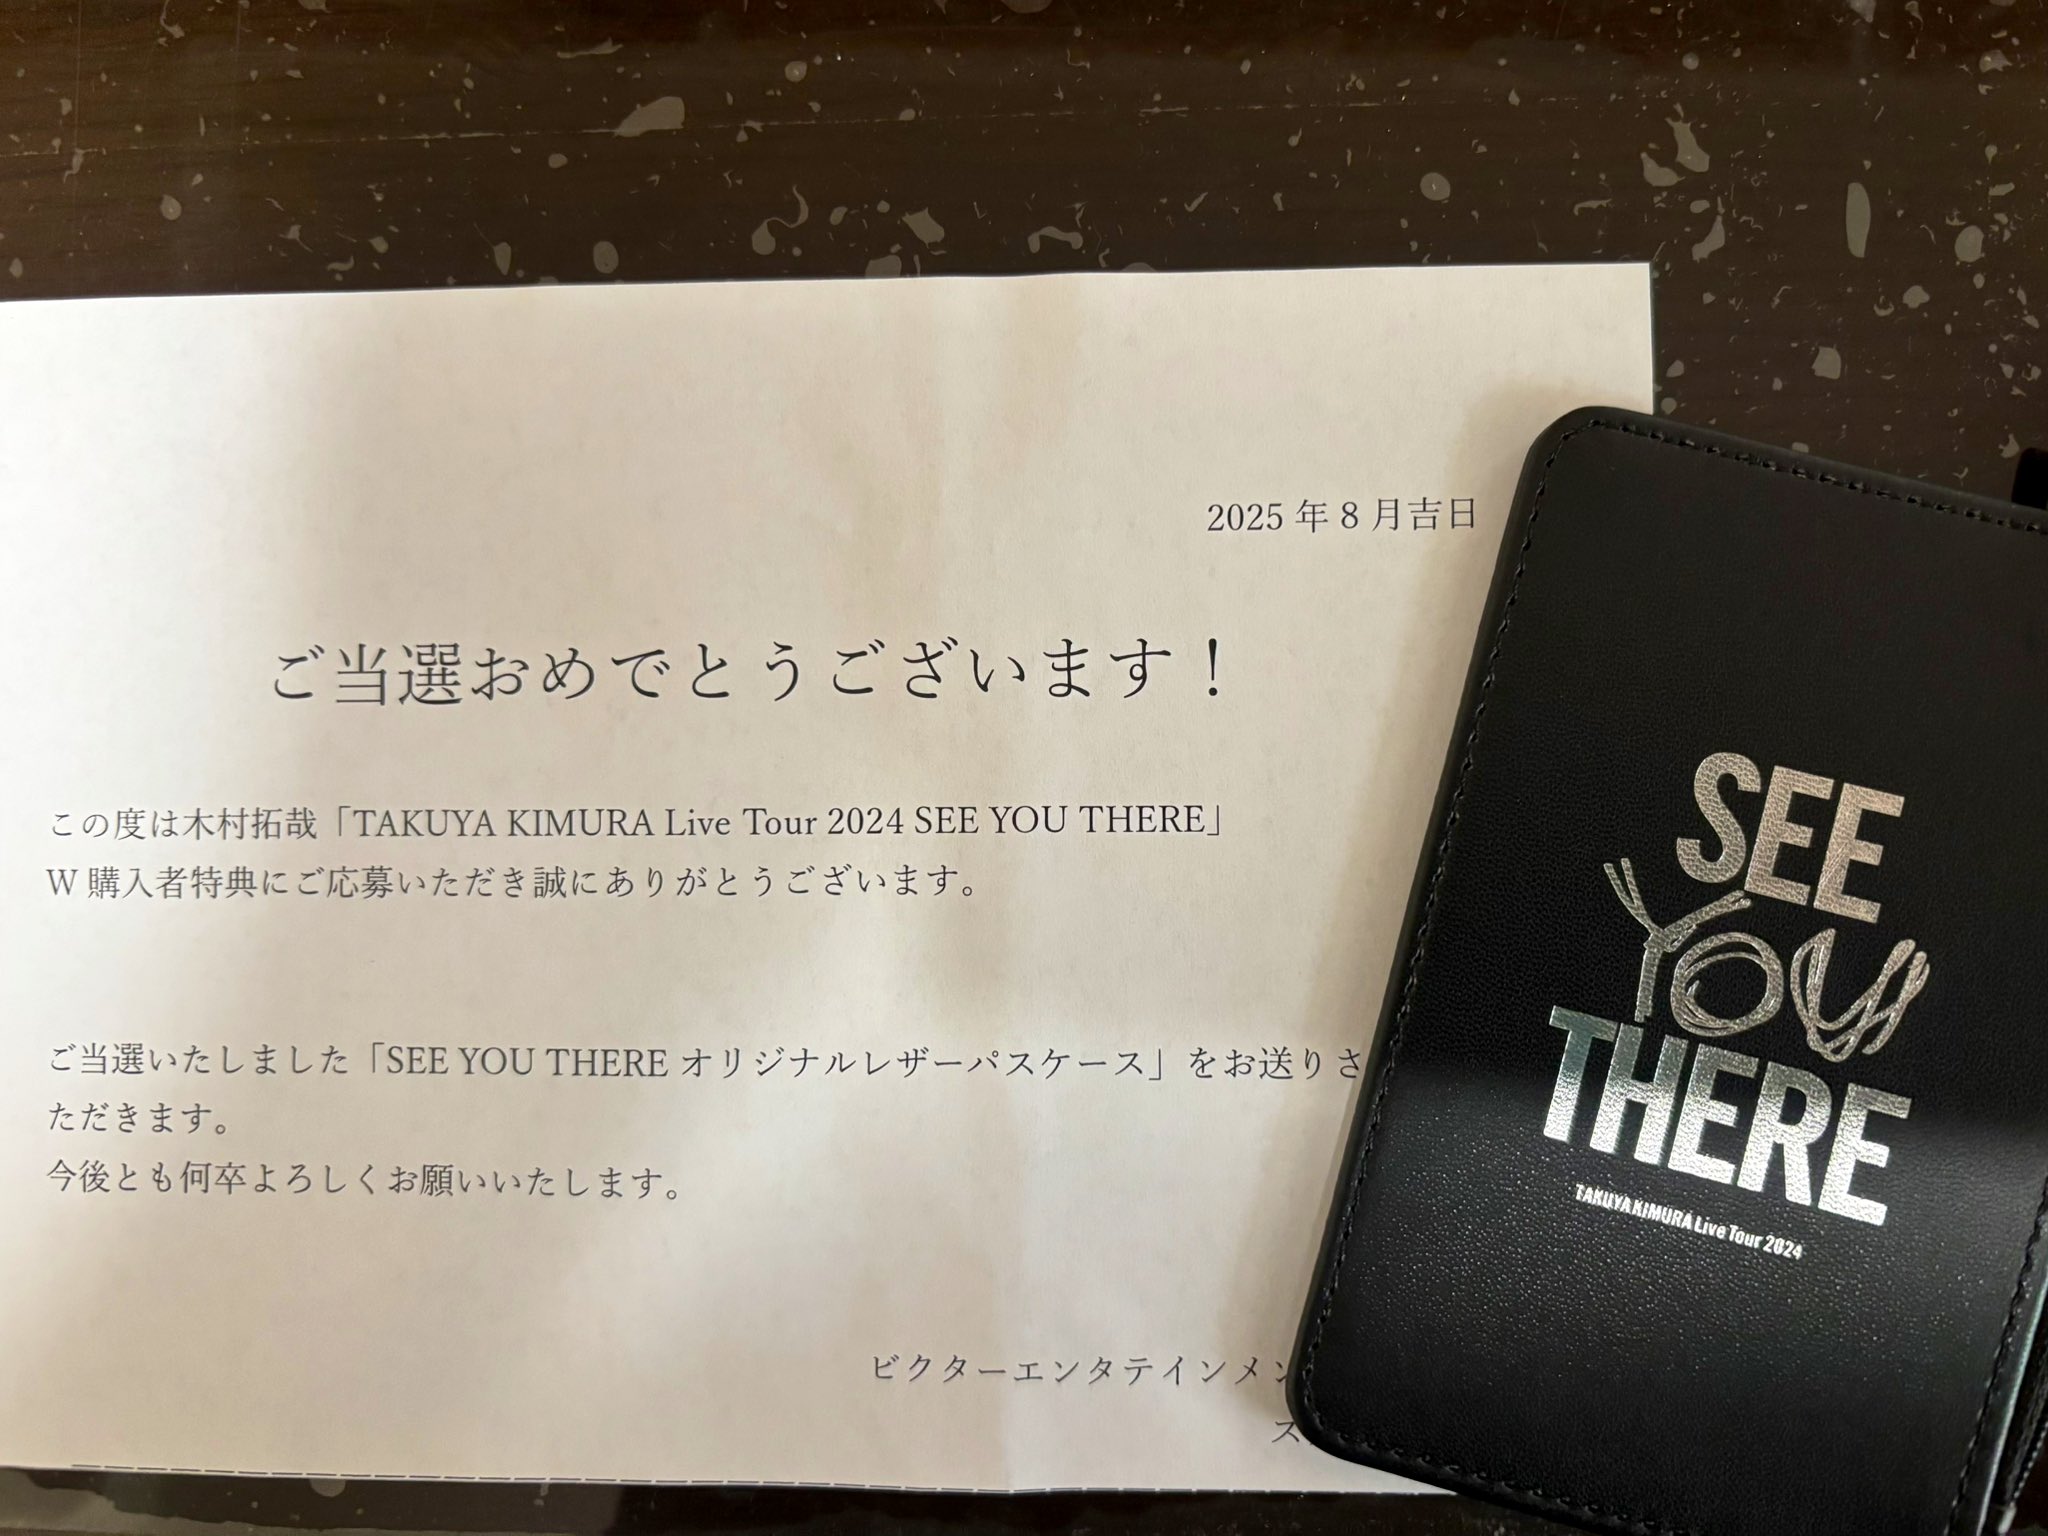 2025 年 8 月吉日
ご当選おめでとうございます！
この度は木村拓哉「TAKUYA KIMURA Live Tour 2024 SEE YOU THERE」
W 購入者特典にご応募いただき誠にありがとうございます。
ご当選いたしました「SEE YOU THERE オリジナルレザーパスケース」をお送りさ
ただきます。
今後とも何卒よろしくお願いいたします。
ビクターエンタテインメン
ス
SEE
YOU
THERE
TAKUYA KIMURA Live Tour 2024